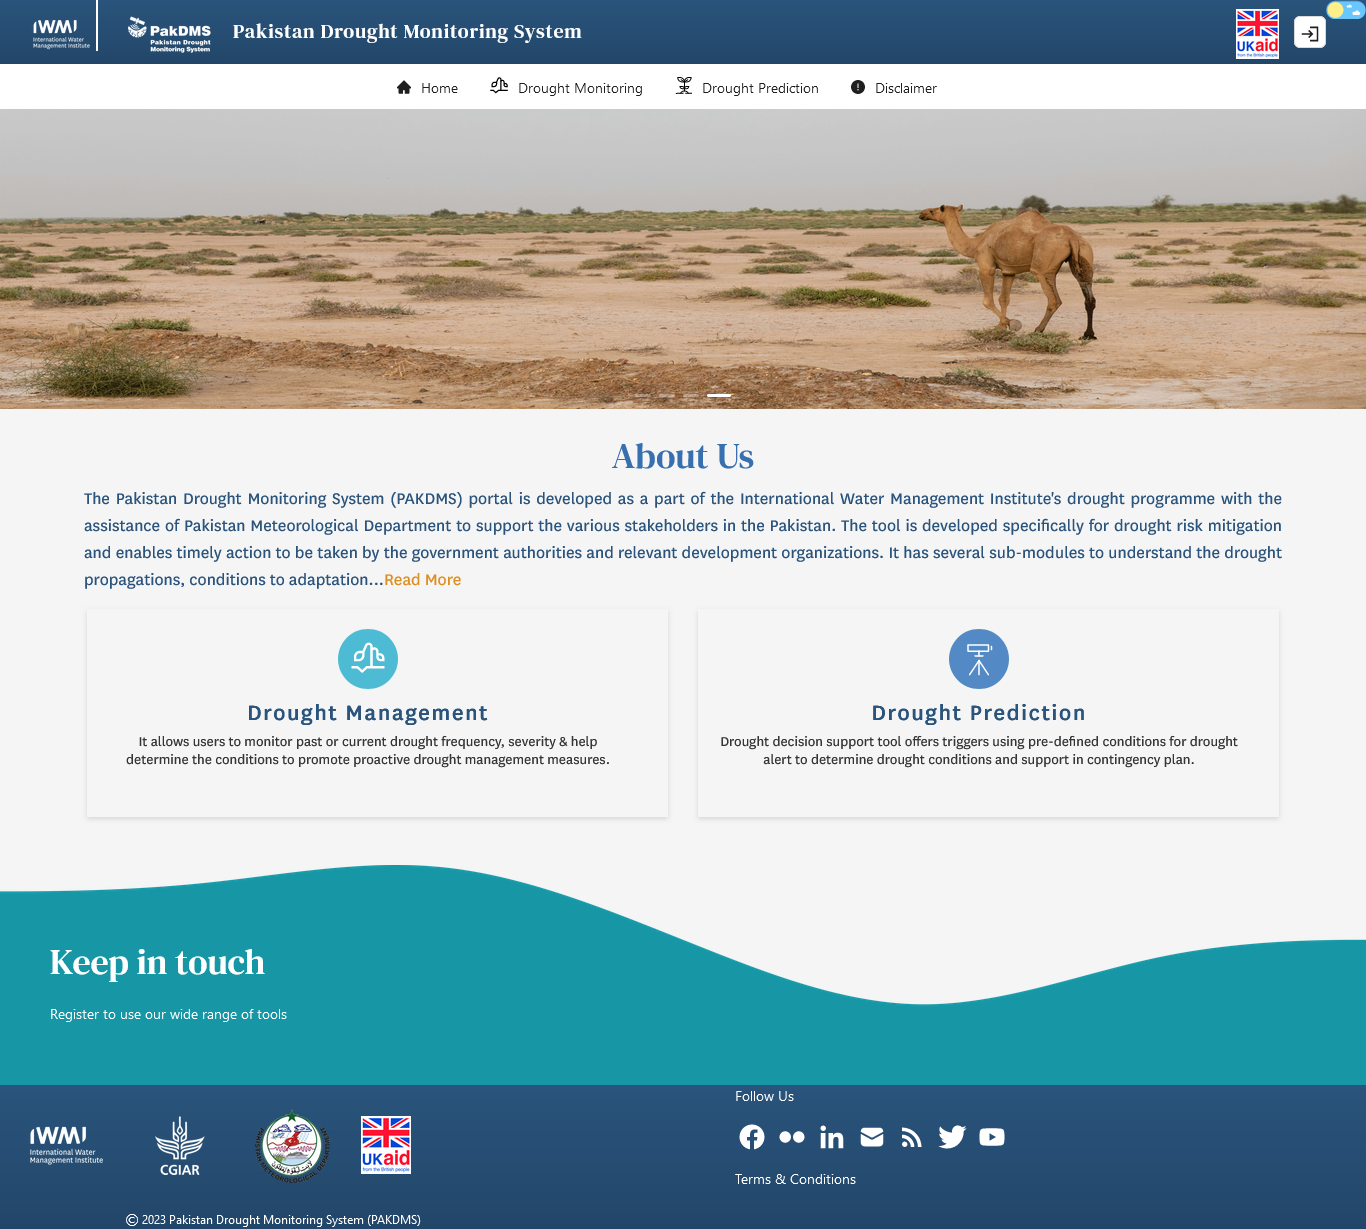 IWMI
International Water
Management Institute
PakDMS
Pakistan Drought
Monitoring System
Pakistan Drought Monitoring System
UKaid
from the British people
Home
Drought Monitoring
Drought Prediction
Disclaimer
About Us
The Pakistan Drought Monitoring System (PAKDMS) portal is developed as a part of the International Water Management Institute's drought programme with the
assistance of Pakistan Meteorological Department to support the various stakeholders in the Pakistan. The tool is developed specifically for drought risk mitigation
and enables timely action to be taken by the government authorities and relevant development organizations. It has several sub-modules to understand the drought
propagations, conditions to adaptation...Read More
Drought Management
It allows users to monitor past or current drought frequency, severity & help
determine the conditions to promote proactive drought management measures.
Drought Prediction
Drought decision support tool offers triggers using pre-defined conditions for drought
alert to determine drought conditions and support in contingency plan.
Keep in touch
Register to use our wide range of tools
IWMI
International Water
Management Institute
CGIAR
PAKISTAN METEOROLOGICAL DEPARTMENT
UKaid
from the British people
Follow Us
Terms & Conditions
© 2023 Pakistan Drought Monitoring System (PAKDMS)